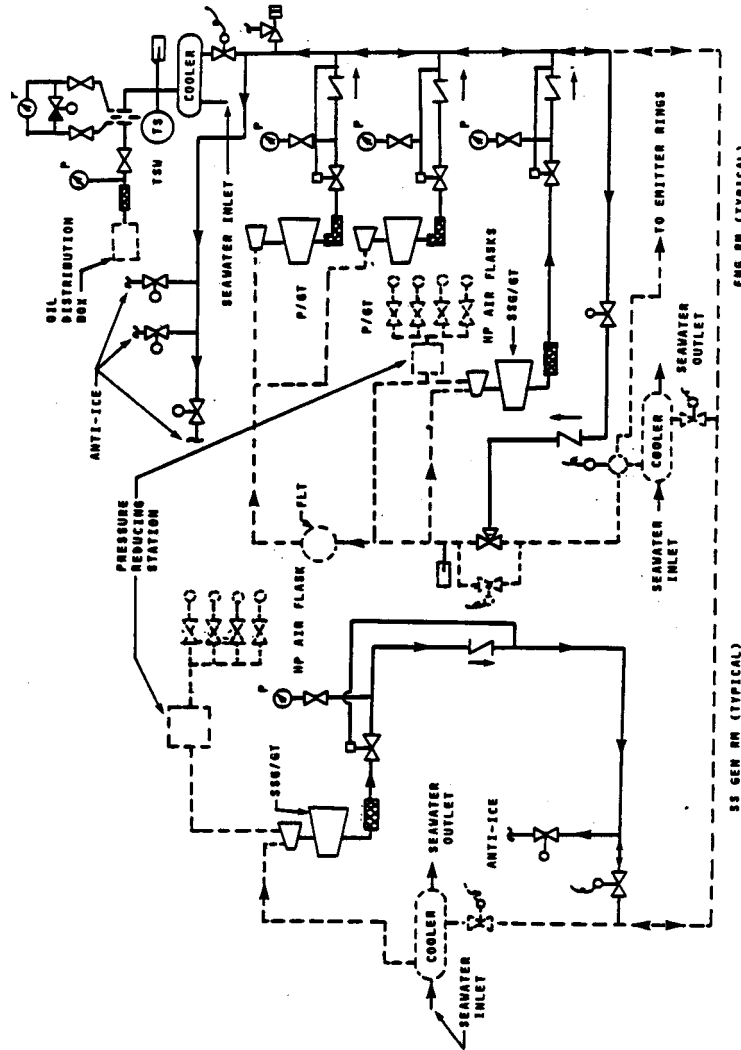 P
P
TS
TSW
COOLER
OIL
DISTRIBUTION
BOX
SEAWATER INLET
ANTI-ICE
P
P
P
P/GT
P/GT
HP AIR FLASKS
SSG/GT
PRESSURE
REDUCING
STATION
FLT
HP AIR FLASK
TO EMITTER RINGS
SEAWATER
OUTLET
COOLER
SEAWATER
INLET
ENG RM (TYPICAL)
P
SSG/GT
ANTI-ICE
SEAWATER
OUTLET
COOLER
SEAWATER
INLET
SS GEN RM (TYPICAL)